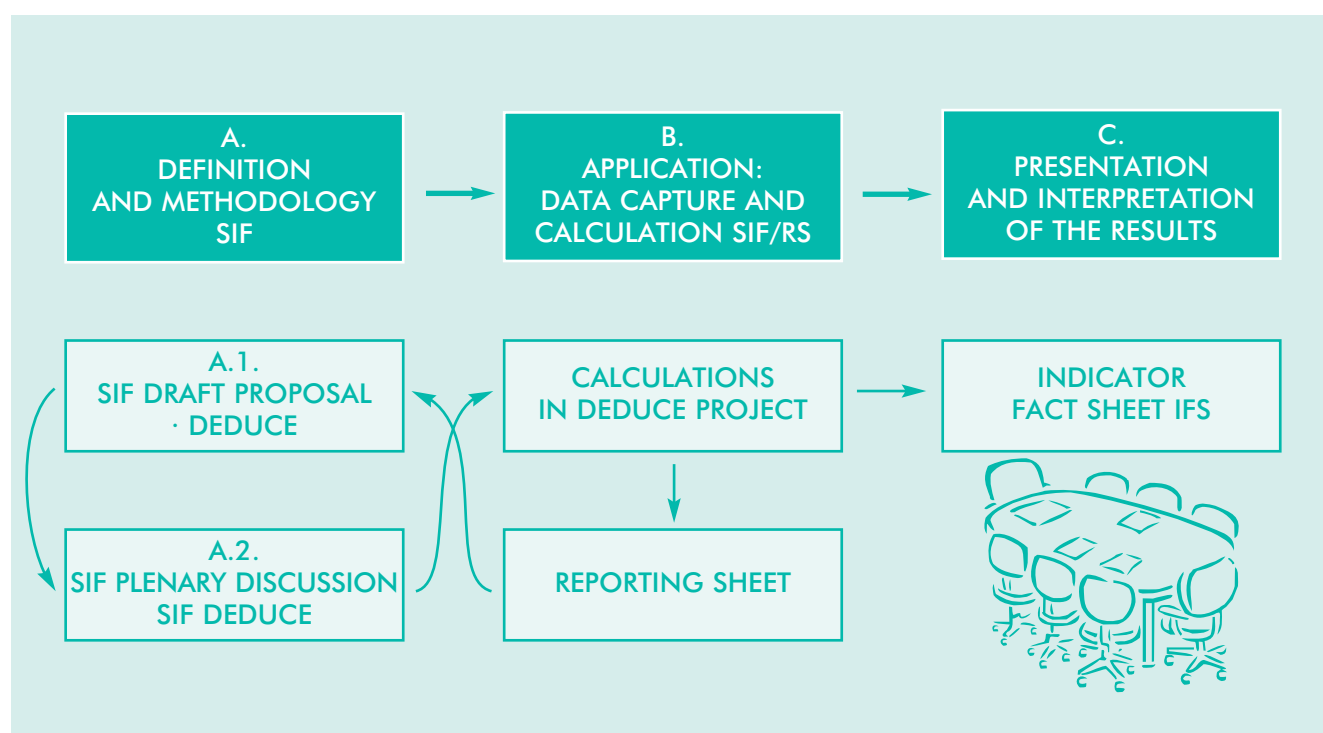 A.
DEFINITION
AND METHODOLOGY
SIF
B.
APPLICATION:
DATA CAPTURE AND
CALCULATION SIF/RS
C.
PRESENTATION
AND INTERPRETATION
OF THE RESULTS
A.1.
SIF DRAFT PROPOSAL
· DEDUCE
CALCULATIONS
IN DEDUCE PROJECT
INDICATOR
FACT SHEET IFS
A.2.
SIF PLENARY DISCUSSION
SIF DEDUCE
REPORTING SHEET